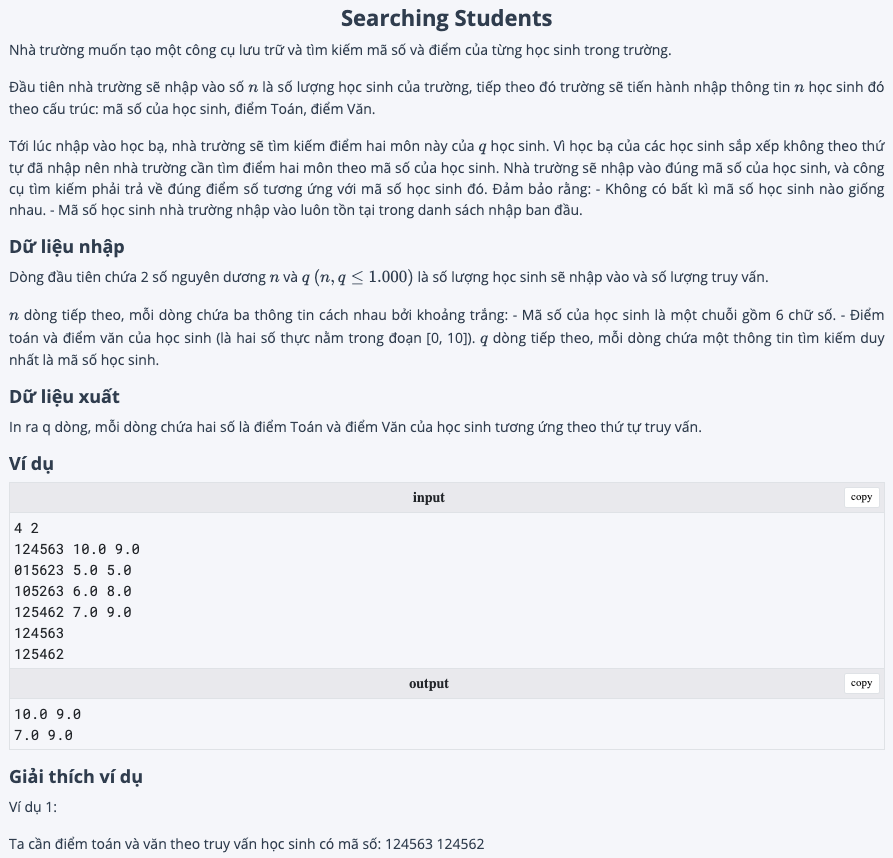 Searching Students
Nhà trường muốn tạo một công cụ lưu trữ và tìm kiếm mã số và điểm của từng học sinh trong trường.
Đầu tiên nhà trường sẽ nhập vào số n là số lượng học sinh của trường, tiếp theo đó trường sẽ tiến hành nhập thông tin n học sinh đó
theo cấu trúc: mã số của học sinh, điểm Toán, điểm Văn.
Tới lúc nhập vào học bạ, nhà trường sẽ tìm kiếm điểm hai môn này của q học sinh. Vì học bạ của các học sinh sắp xếp không theo thứ
tự đã nhập nên nhà trường cần tìm điểm hai môn theo mã số của học sinh. Nhà trường sẽ nhập vào đúng mã số của học sinh, và công
cụ tìm kiếm phải trả về đúng điểm số tương ứng với mã số học sinh đó. Đảm bảo rằng: - Không có bất kì mã số học sinh nào giống
nhau. - Mã số học sinh nhà trường nhập vào luôn tồn tại trong danh sách nhập ban đầu.
Dữ liệu nhập
Dòng đầu tiên chứa 2 số nguyên dương n và q (n, q ≤ 1.000) là số lượng học sinh sẽ nhập vào và số lượng truy vấn.
n dòng tiếp theo, mỗi dòng chứa ba thông tin cách nhau bởi khoảng trắng: - Mã số của học sinh là một chuỗi gồm 6 chữ số. - Điểm
toán và điểm văn của học sinh (là hai số thực nằm trong đoạn [0, 10]). q dòng tiếp theo, mỗi dòng chứa một thông tin tìm kiếm duy
nhất là mã số học sinh.
Dữ liệu xuất
In ra q dòng, mỗi dòng chứa hai số là điểm Toán và điểm Văn của học sinh tương ứng theo thứ tự truy vấn.
Ví dụ
input
copy
4 2
124563 10.0 9.0
015623 5.0 5.0
105263 6.0 8.0
125462 7.0 9.0
124563
125462
output
copy
10.0 9.0
7.0 9.0
Giải thích ví dụ
Ví dụ 1:
Ta cần điểm toán và văn theo truy vấn học sinh có mã số: 124563 124562